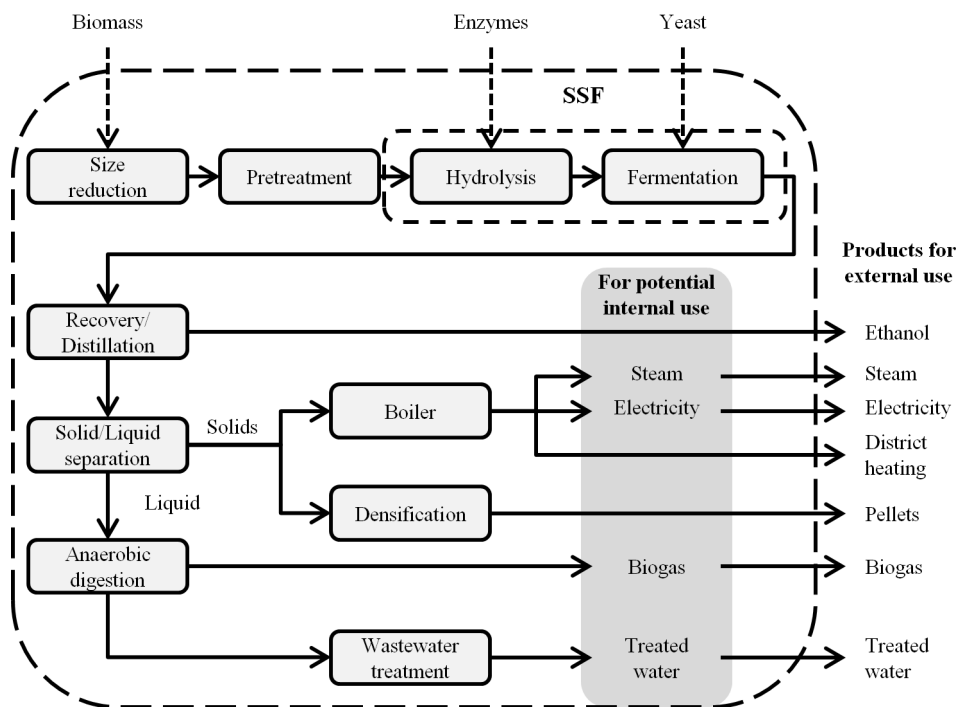 Biomass
Enzymes
Yeast
SSF
Size
reduction
Pretreatment
Hydrolysis
Fermentation
Products for
external use
For potential
internal use
Recovery/
Distillation
Ethanol
Steam
Steam
Boiler
Electricity
Electricity
Solid/Liquid
separation
Solids
District
heating
Liquid
Densification
Pellets
Anaerobic
digestion
Biogas
Biogas
Wastewater
treatment
Treated
water
Treated
water